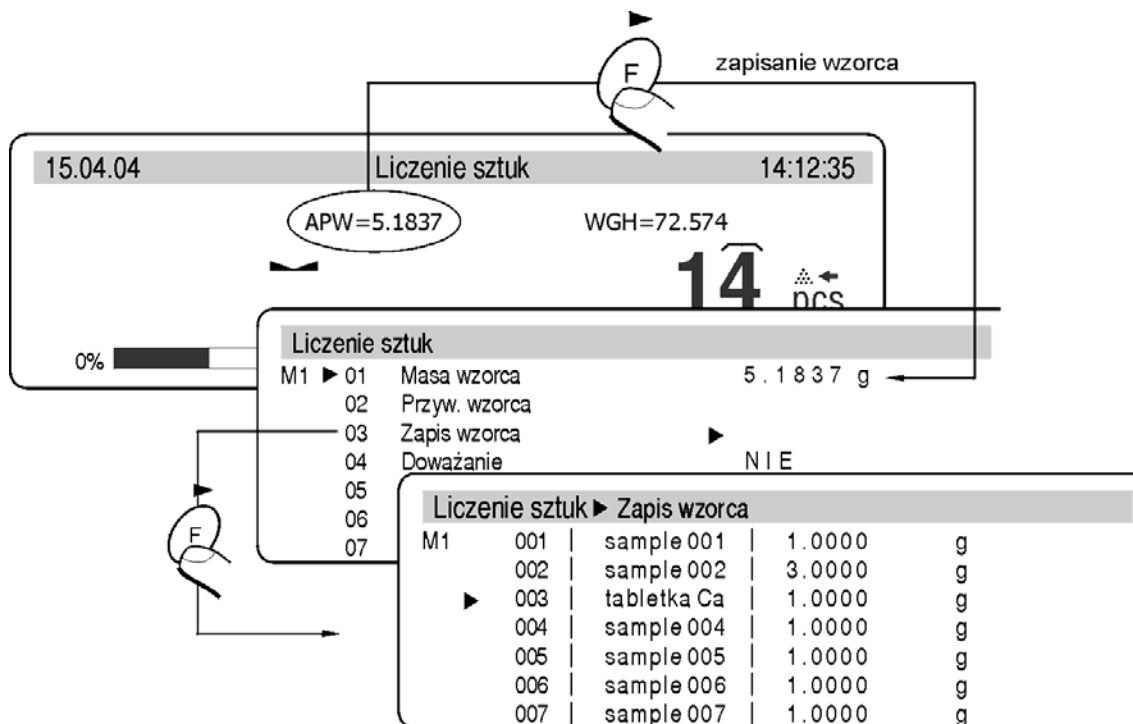 zapisanie wzorca
F
15.04.04 Liczenie sztuk 14:12:35
APW=5.1837 WGH=72.574
14 pcs
0%
Liczenie sztuk
M1 01 Masa wzorca 5.1837 g
02 Przyw. wzorca
03 Zapis wzorca
04 Doważanie NIE
05
06
07
F
Liczenie sztuk ▶ Zapis wzorca
M1 001 | sample 001 | 1.0000 g
002 | sample 002 | 3.0000 g
003 | tabletka Ca | 1.0000 g
004 | sample 004 | 1.0000 g
005 | sample 005 | 1.0000 g
006 | sample 006 | 1.0000 g
007 | sample 007 | 1.0000 g